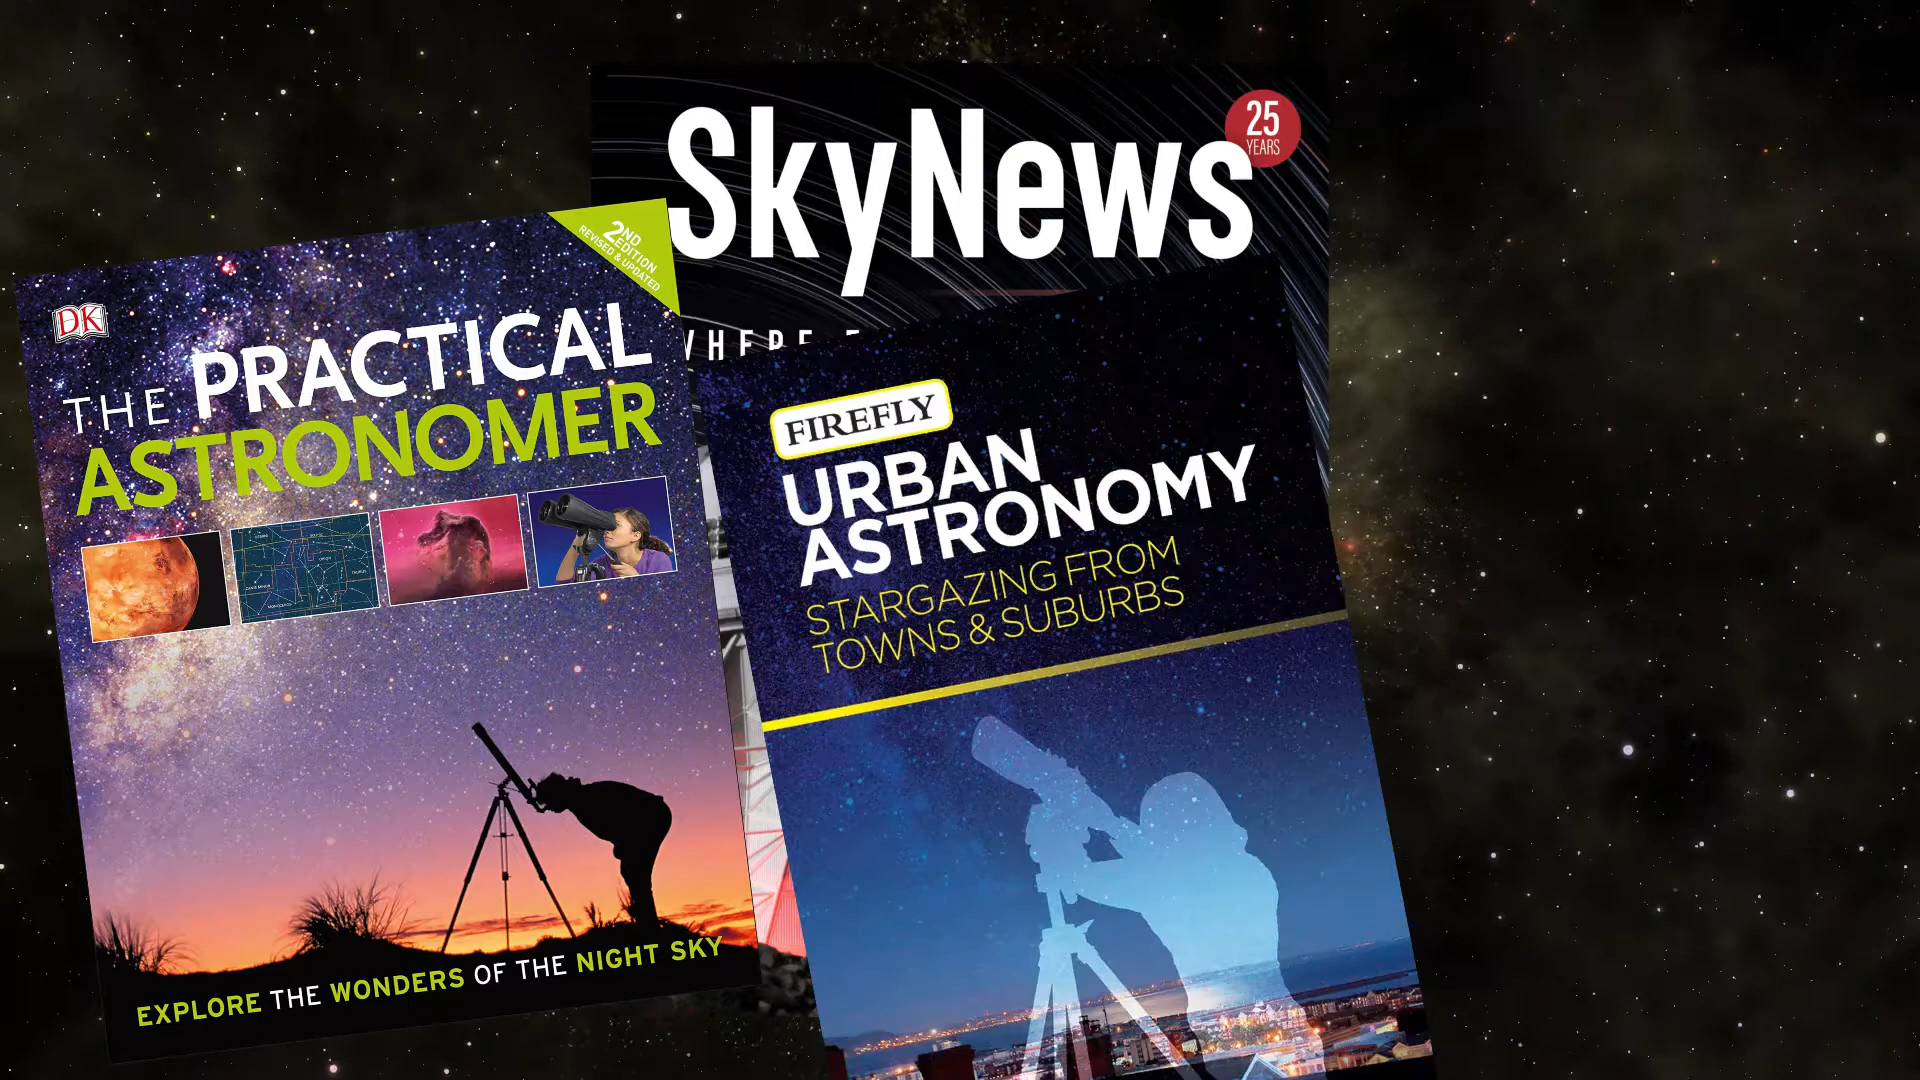 SkyNews
25
YEARS
2ND
EDITION
REVISED & UPDATED
DK
THE PRACTICAL
ASTRONOMER
EXPLORE THE WONDERS OF THE NIGHT SKY
FIREFLY
URBAN
ASTRONOMY
STARGAZING FROM
TOWNS & SUBURBS